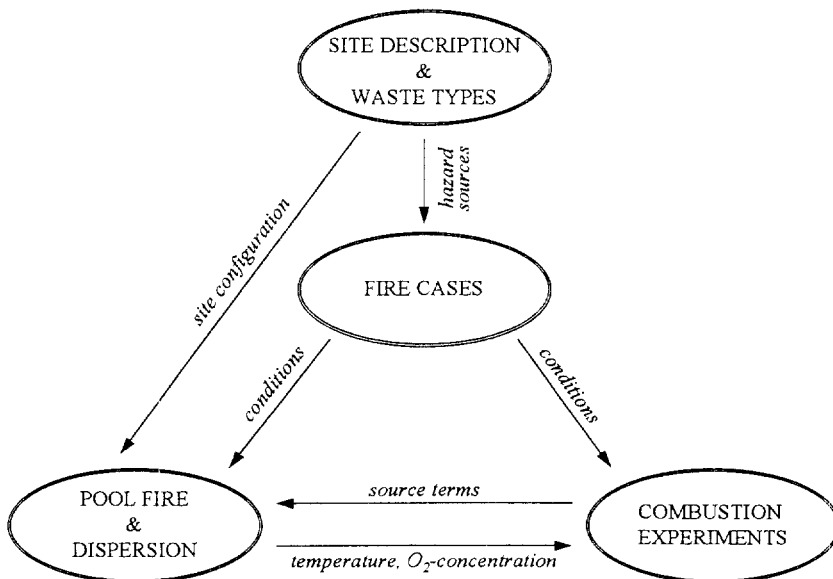 SITE DESCRIPTION
&
WASTE TYPES
hazard
sources
site configuration
FIRE CASES
conditions
conditions
POOL FIRE
&
DISPERSION
source terms
temperature, O₂-concentration
COMBUSTION
EXPERIMENTS